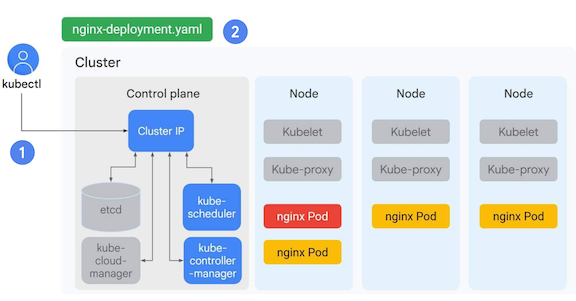 nginx-deployment.yaml
2
kubectl
1
Cluster
Control plane
Cluster IP
etcd
kube-
scheduler
kube-
cloud-
manager
kube-
controller
-manager
Node
Kubelet
Kube-proxy
nginx Pod
nginx Pod
Node
Kubelet
Kube-proxy
nginx Pod
Node
Kubelet
Kube-proxy
nginx Pod